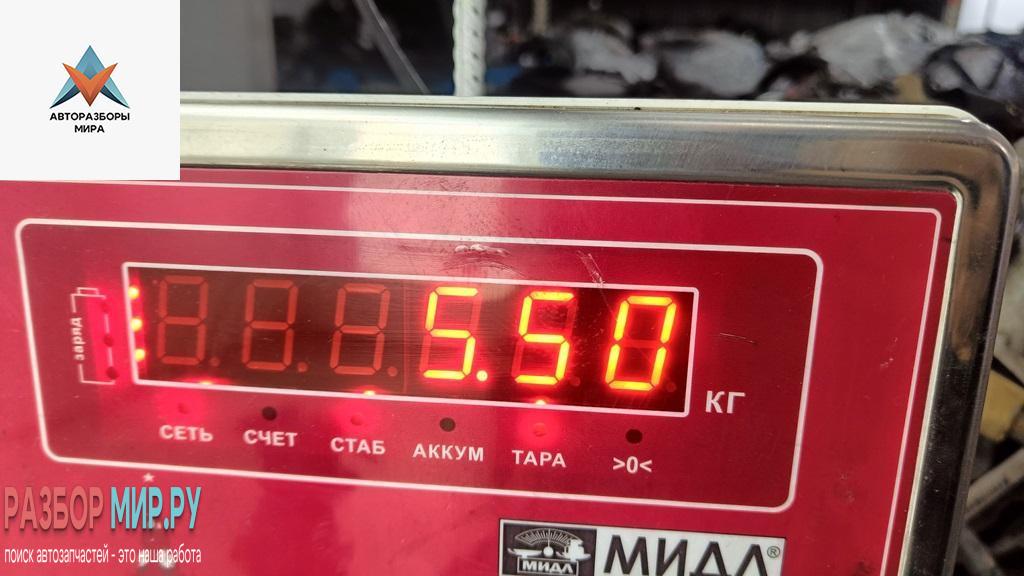 АВТОРАЗБОРЫ
МИРА
заряд
5.50
КГ
СЕТЬ СЧЕТ СТАБ АККУМ ТАРА >0<
РАЗБОР МИР.РУ
поиск автозапчастей - это наша работа
МИДЛ МИДЛ®